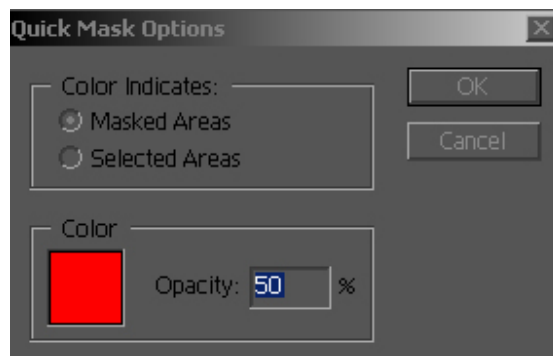 Quick Mask Options
Color Indicates:
Masked Areas
Selected Areas
OK
Cancel
Color
Opacity: 50 %